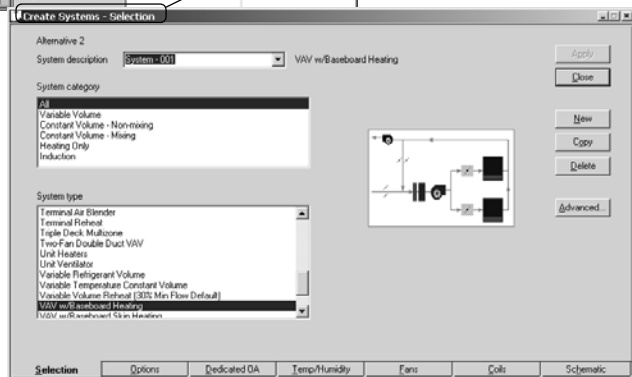 Create Systems - Selection
Alternative 2
System description System - 001 VAV w/Baseboard Heating
Apply
Close
System category
All
Variable Volume
Constant Volume - Non-mixing
Constant Volume - Mixing
Heating Only
Induction
New
Copy
Delete
Advanced...
System type
Terminal Air Blender
Terminal Reheat
Triple Deck Multizone
Two-Fan Double Duct VAV
Unit Heaters
Unit Ventilator
Variable Refrigerant Volume
Variable Temperature Constant Volume
Variable Volume Reheat (30% Min Flow Default)
VAV w/Baseboard Heating
VAV w/Baseboard Skin Heating
Selection Options Dedicated OA Temp/Humidity Fans Coils Schematic